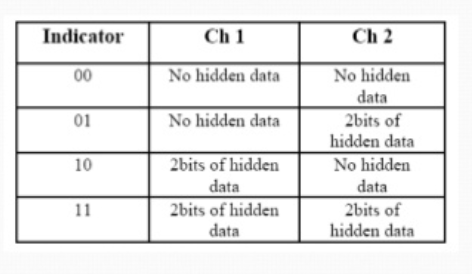 Indicator Ch 1 Ch 2
00 No hidden data No hidden
data
01 No hidden data 2bits of
hidden data
10 2bits of hidden No hidden
data data
11 2bits of hidden 2bits of
data hidden data